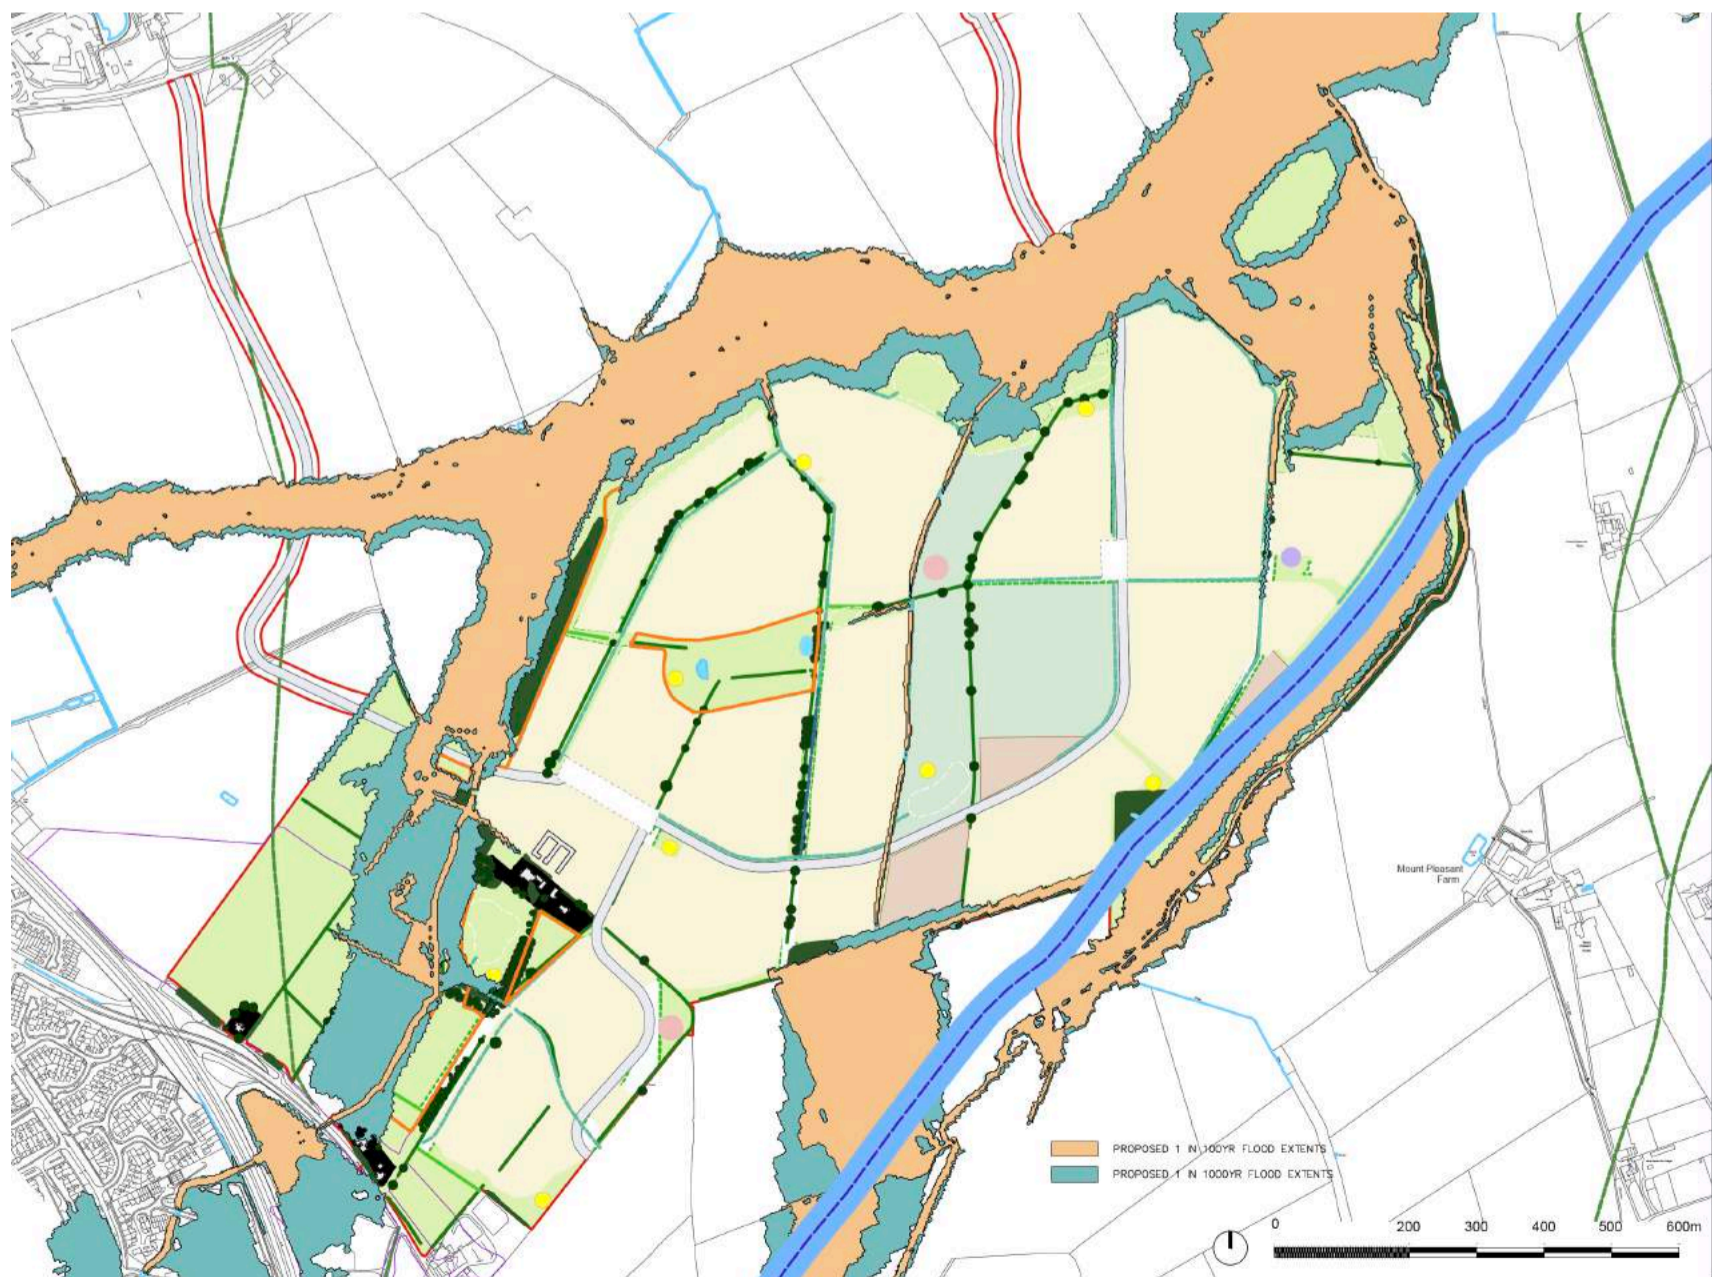 Mount Pleasant
Farm
PROPOSED 1 IN 100YR FLOOD EXTENTS
PROPOSED 1 IN 1000YR FLOOD EXTENTS
0 200 300 400 500 600m